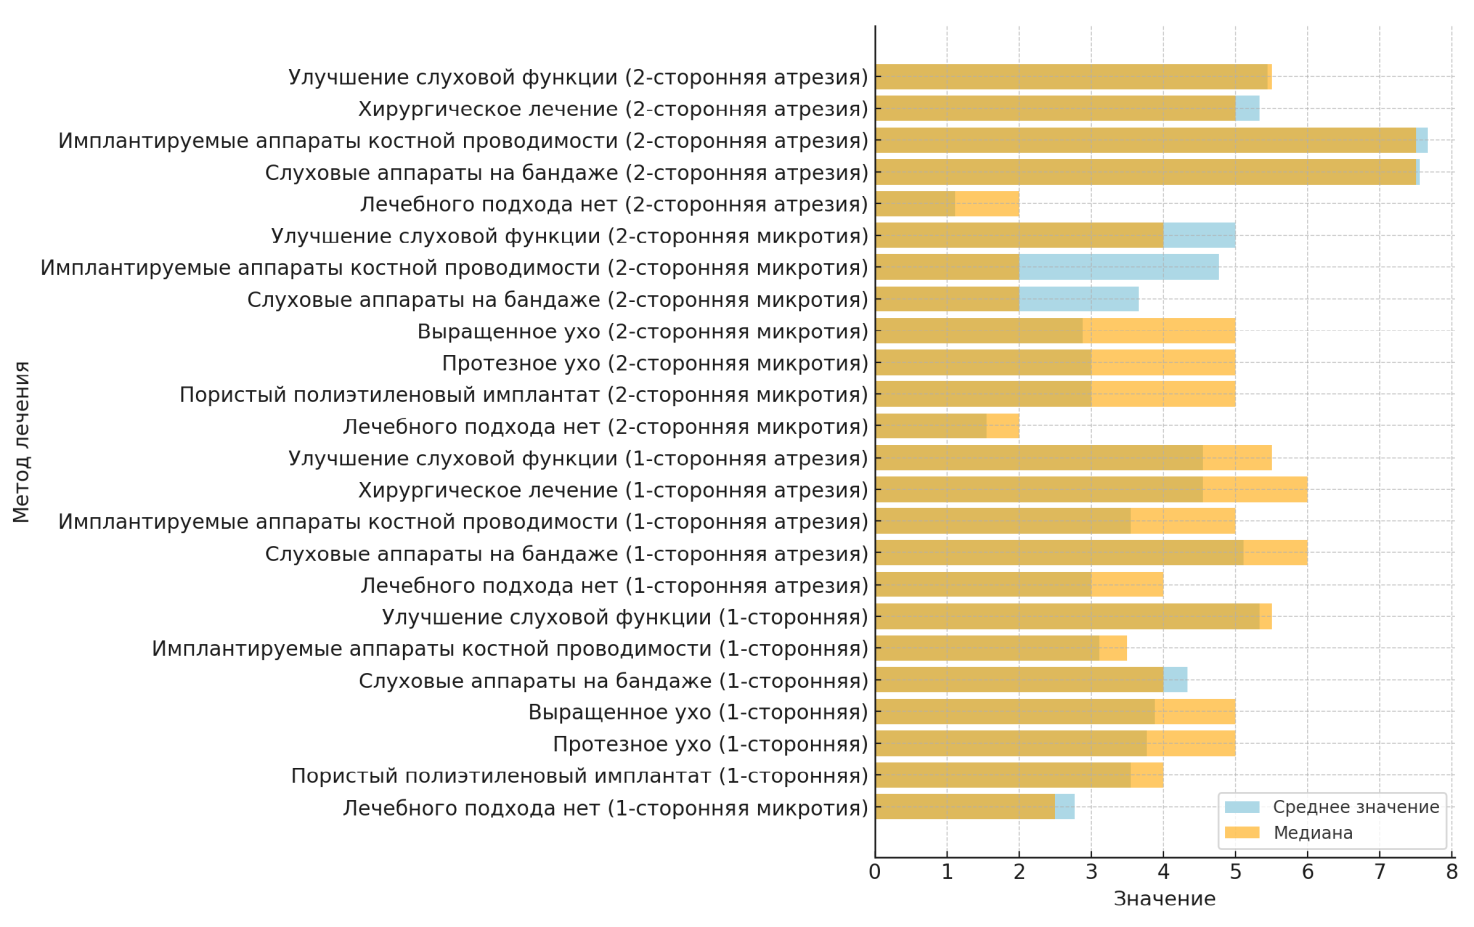 Улучшение слуховой функции (2-сторонняя атрезия)
Хирургическое лечение (2-сторонняя атрезия)
Имплантируемые аппараты костной проводимости (2-сторонняя атрезия)
Слуховые аппараты на бандаже (2-сторонняя атрезия)
Лечебного подхода нет (2-сторонняя атрезия)
Улучшение слуховой функции (2-сторонняя микротия)
Имплантируемые аппараты костной проводимости (2-сторонняя микротия)
Слуховые аппараты на бандаже (2-сторонняя микротия)
Выращенное ухо (2-сторонняя микротия)
Протезное ухо (2-сторонняя микротия)
Пористый полиэтиленовый имплантат (2-сторонняя микротия)
Лечебного подхода нет (2-сторонняя микротия)
Улучшение слуховой функции (1-сторонняя атрезия)
Хирургическое лечение (1-сторонняя атрезия)
Имплантируемые аппараты костной проводимости (1-сторонняя атрезия)
Слуховые аппараты на бандаже (1-сторонняя атрезия)
Лечебного подхода нет (1-сторонняя атрезия)
Улучшение слуховой функции (1-сторонняя)
Имплантируемые аппараты костной проводимости (1-сторонняя)
Слуховые аппараты на бандаже (1-сторонняя)
Выращенное ухо (1-сторонняя)
Протезное ухо (1-сторонняя)
Пористый полиэтиленовый имплантат (1-сторонняя)
Лечебного подхода нет (1-сторонняя микротия)
Метод лечения
Среднее значение
Медиана
0 1 2 3 4 5 6 7 8
Значение